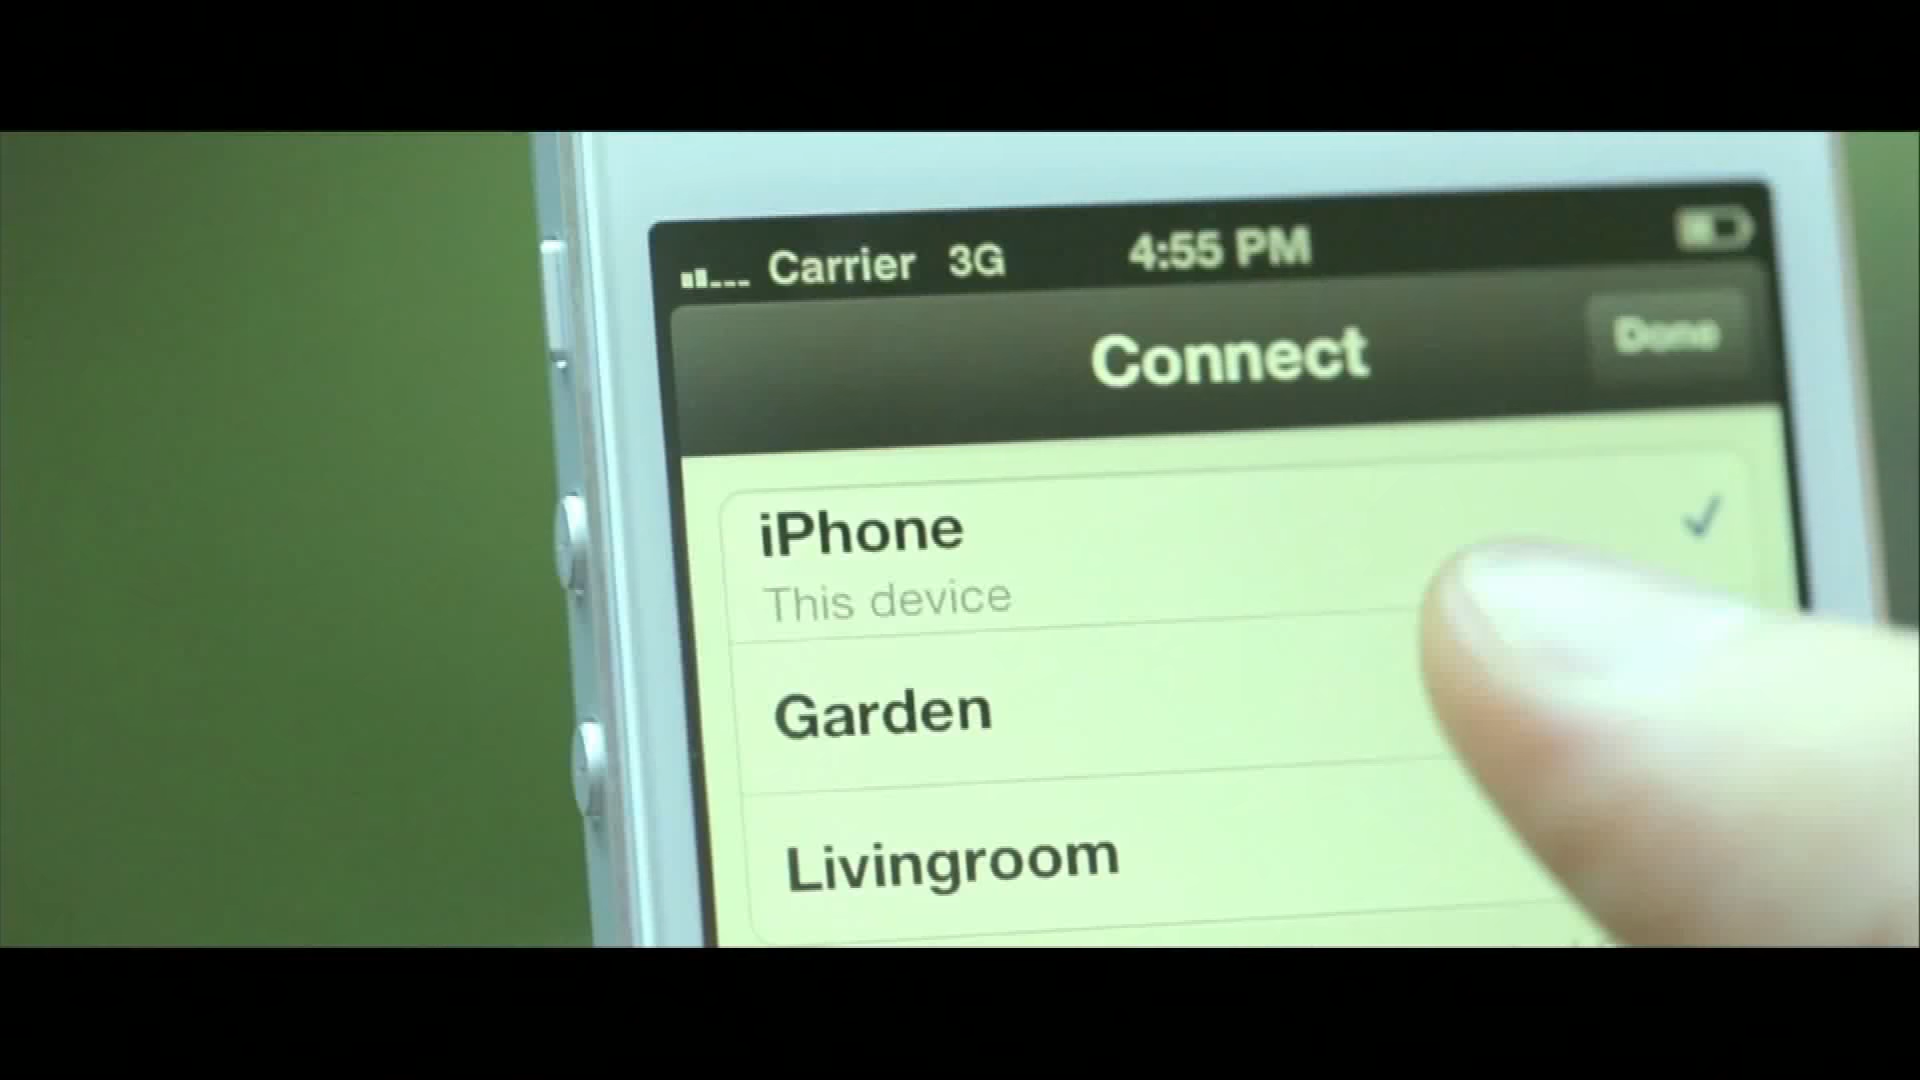 Carrier 3G 4:55 PM
Connect
Done
iPhone
This device
Garden
Livingroom